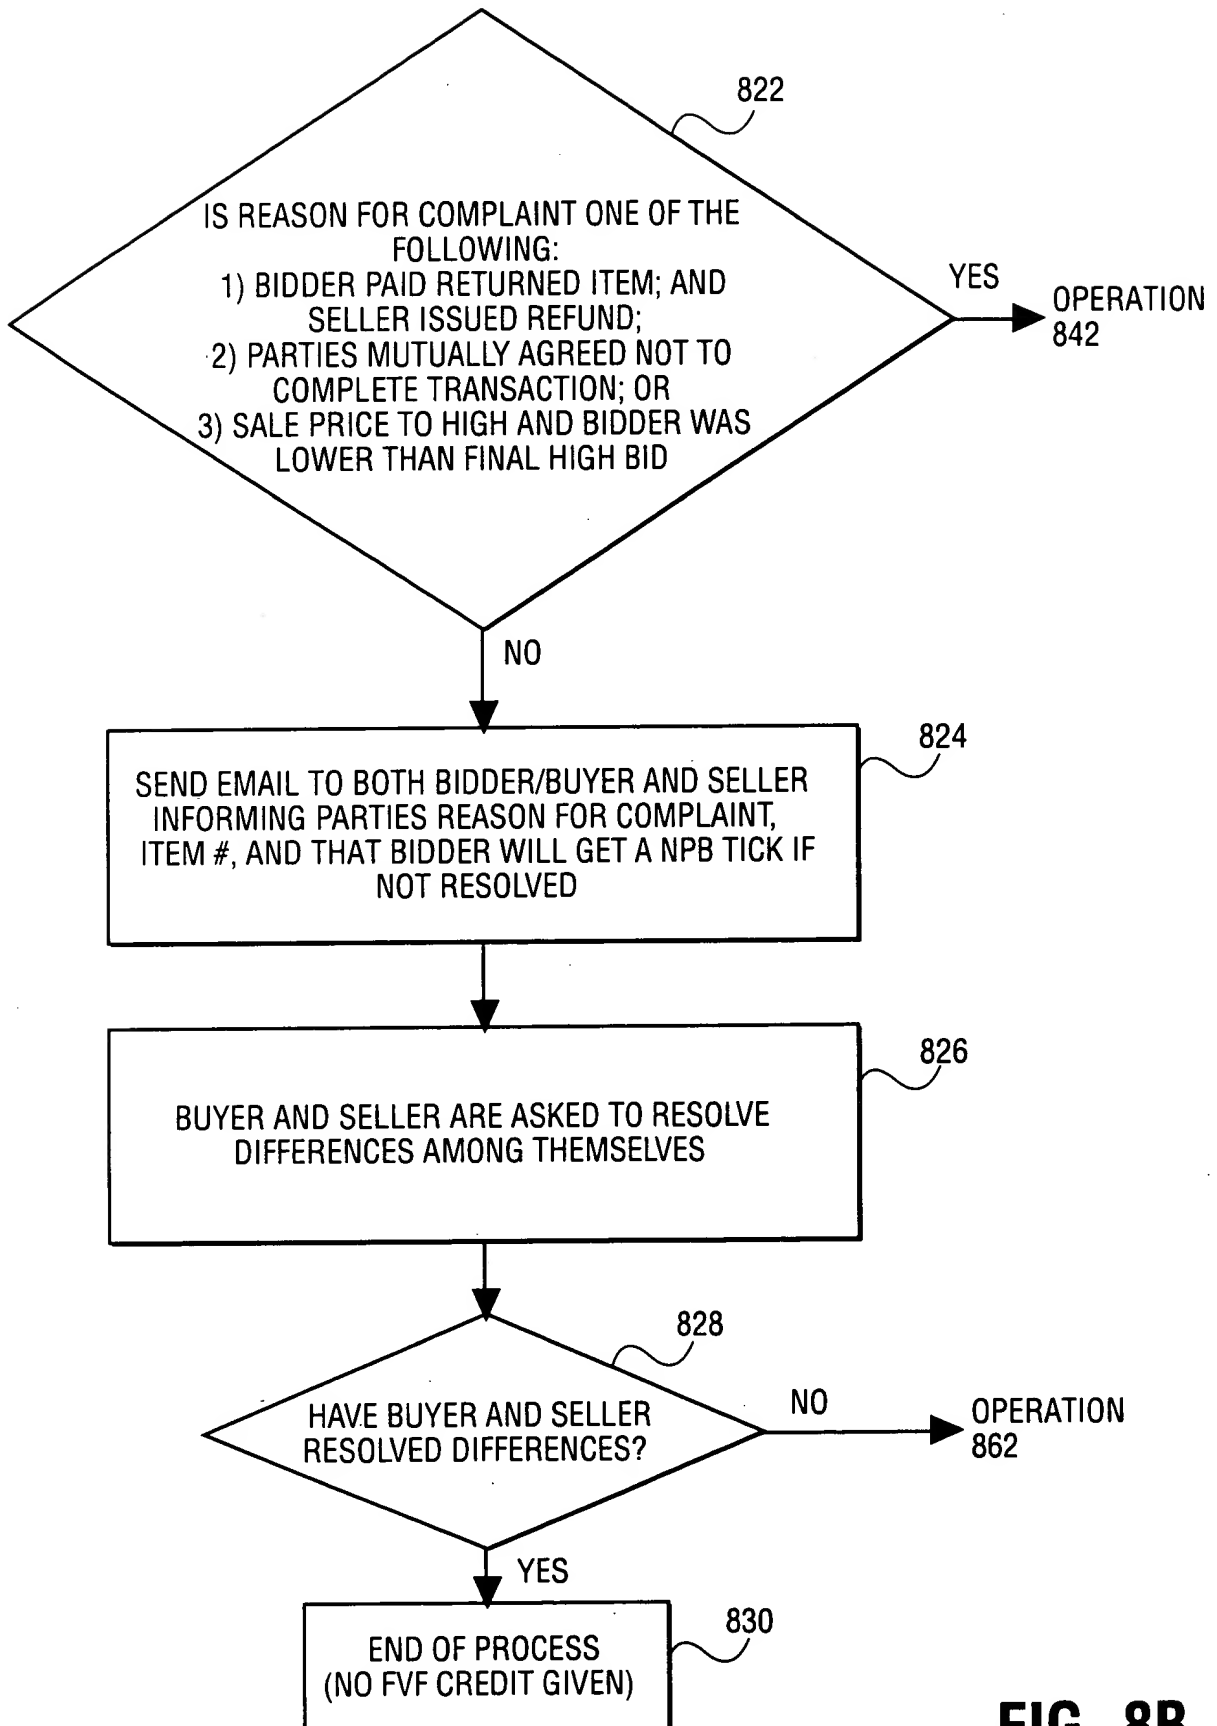 822
IS REASON FOR COMPLAINT ONE OF THE
FOLLOWING:
1) BIDDER PAID RETURNED ITEM; AND
SELLER ISSUED REFUND;
2) PARTIES MUTUALLY AGREED NOT TO
COMPLETE TRANSACTION; OR
3) SALE PRICE TO HIGH AND BIDDER WAS
LOWER THAN FINAL HIGH BID
YES
OPERATION
842
NO
824
SEND EMAIL TO BOTH BIDDER/BUYER AND SELLER
INFORMING PARTIES REASON FOR COMPLAINT,
ITEM #, AND THAT BIDDER WILL GET A NPB TICK IF
NOT RESOLVED
826
BUYER AND SELLER ARE ASKED TO RESOLVE
DIFFERENCES AMONG THEMSELVES
828
HAVE BUYER AND SELLER
RESOLVED DIFFERENCES?
NO
OPERATION
862
YES
830
END OF PROCESS
(NO FVF CREDIT GIVEN)
FIG. 8B